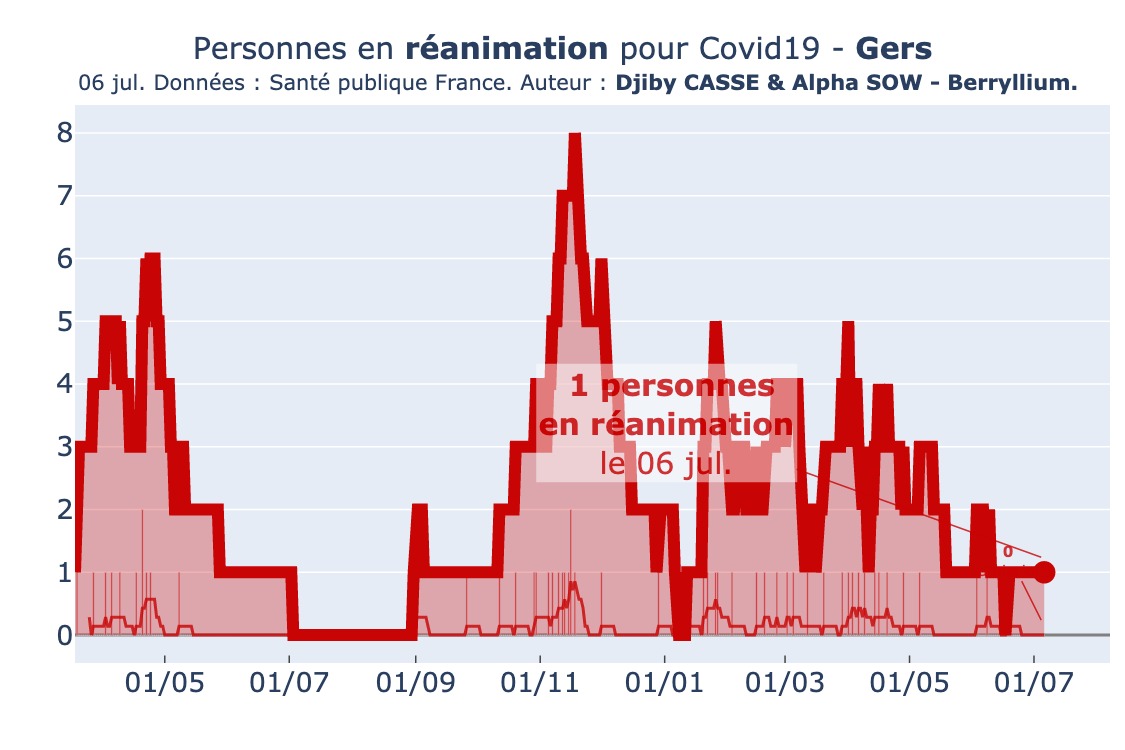 Personnes en réanimation pour Covid19 - Gers
06 jul. Données : Santé publique France. Auteur : Djiby CASSE & Alpha SOW - Berryllium.
8
7
6
5
4
3
2
1
0
1 personnes
en réanimation
le 06 jul.
0
01/05 01/07 01/09 01/11 01/01 01/03 01/05 01/07